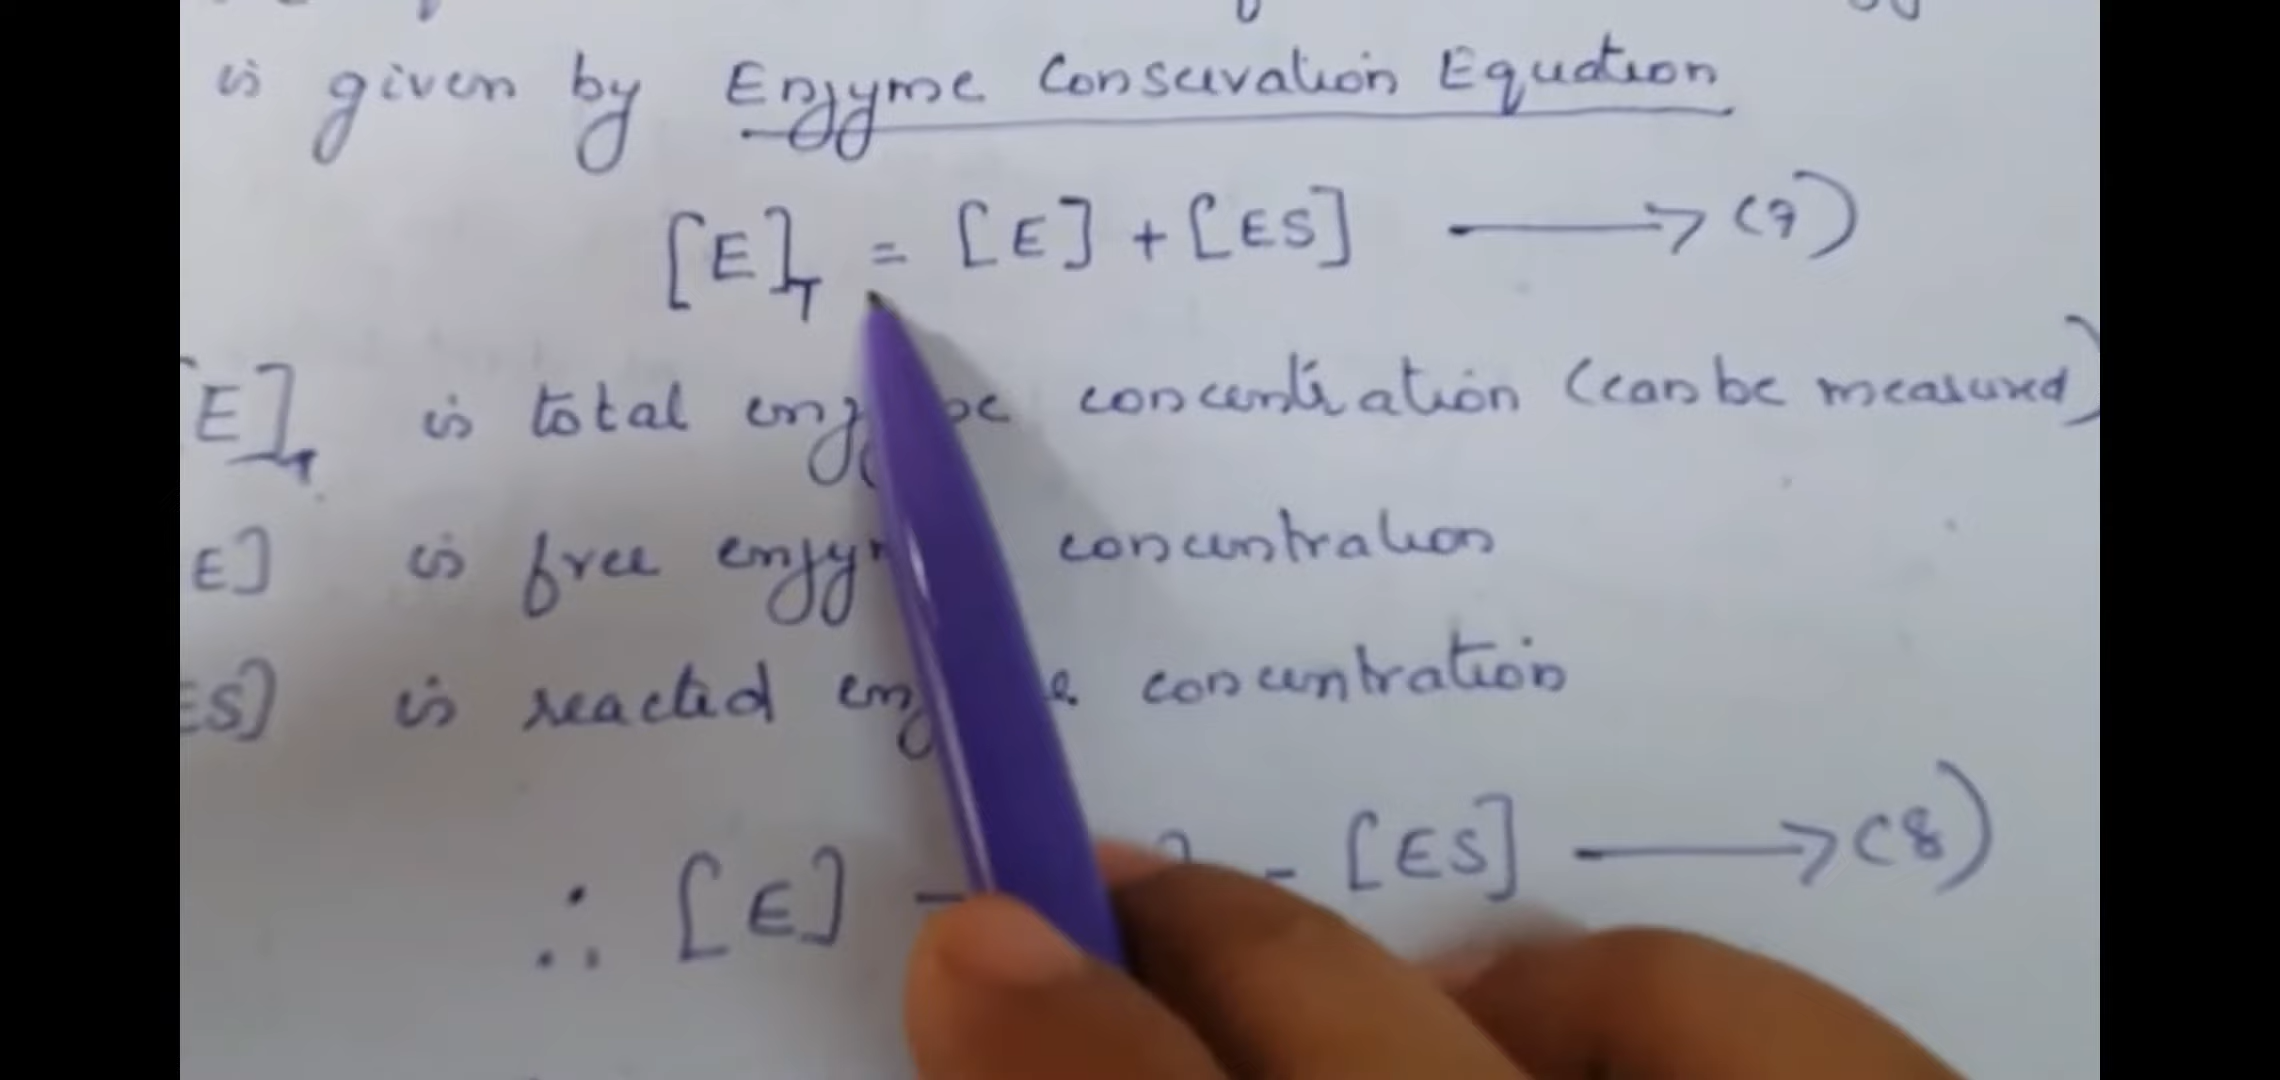 is given by Enzyme Conservation Equation
[E]T = [E] + [ES] ⟶ (7)
E]T is total concentration (can be measured)
E] is free concentration
ES] is reacted concentration
∴ [E] - [ES] ⟶ (8)